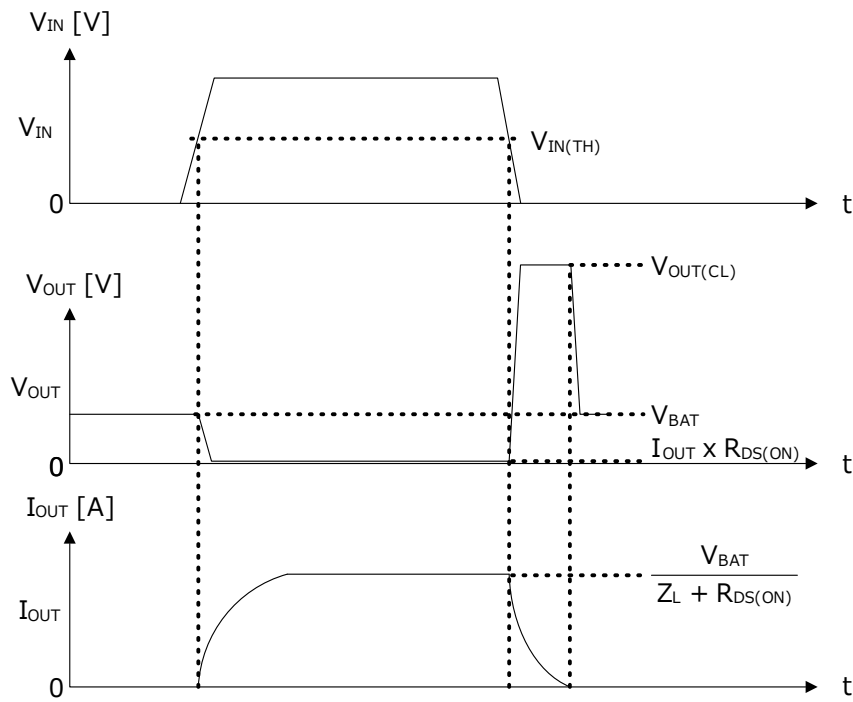 VIN [V]
VIN
VIN(TH)
0
t
VOUT [V]
VOUT(CL)
VOUT
VBAT
IOUT x RDS(ON)
0
t
IOUT [A]
VBAT
ZL + RDS(ON)
IOUT
0
t